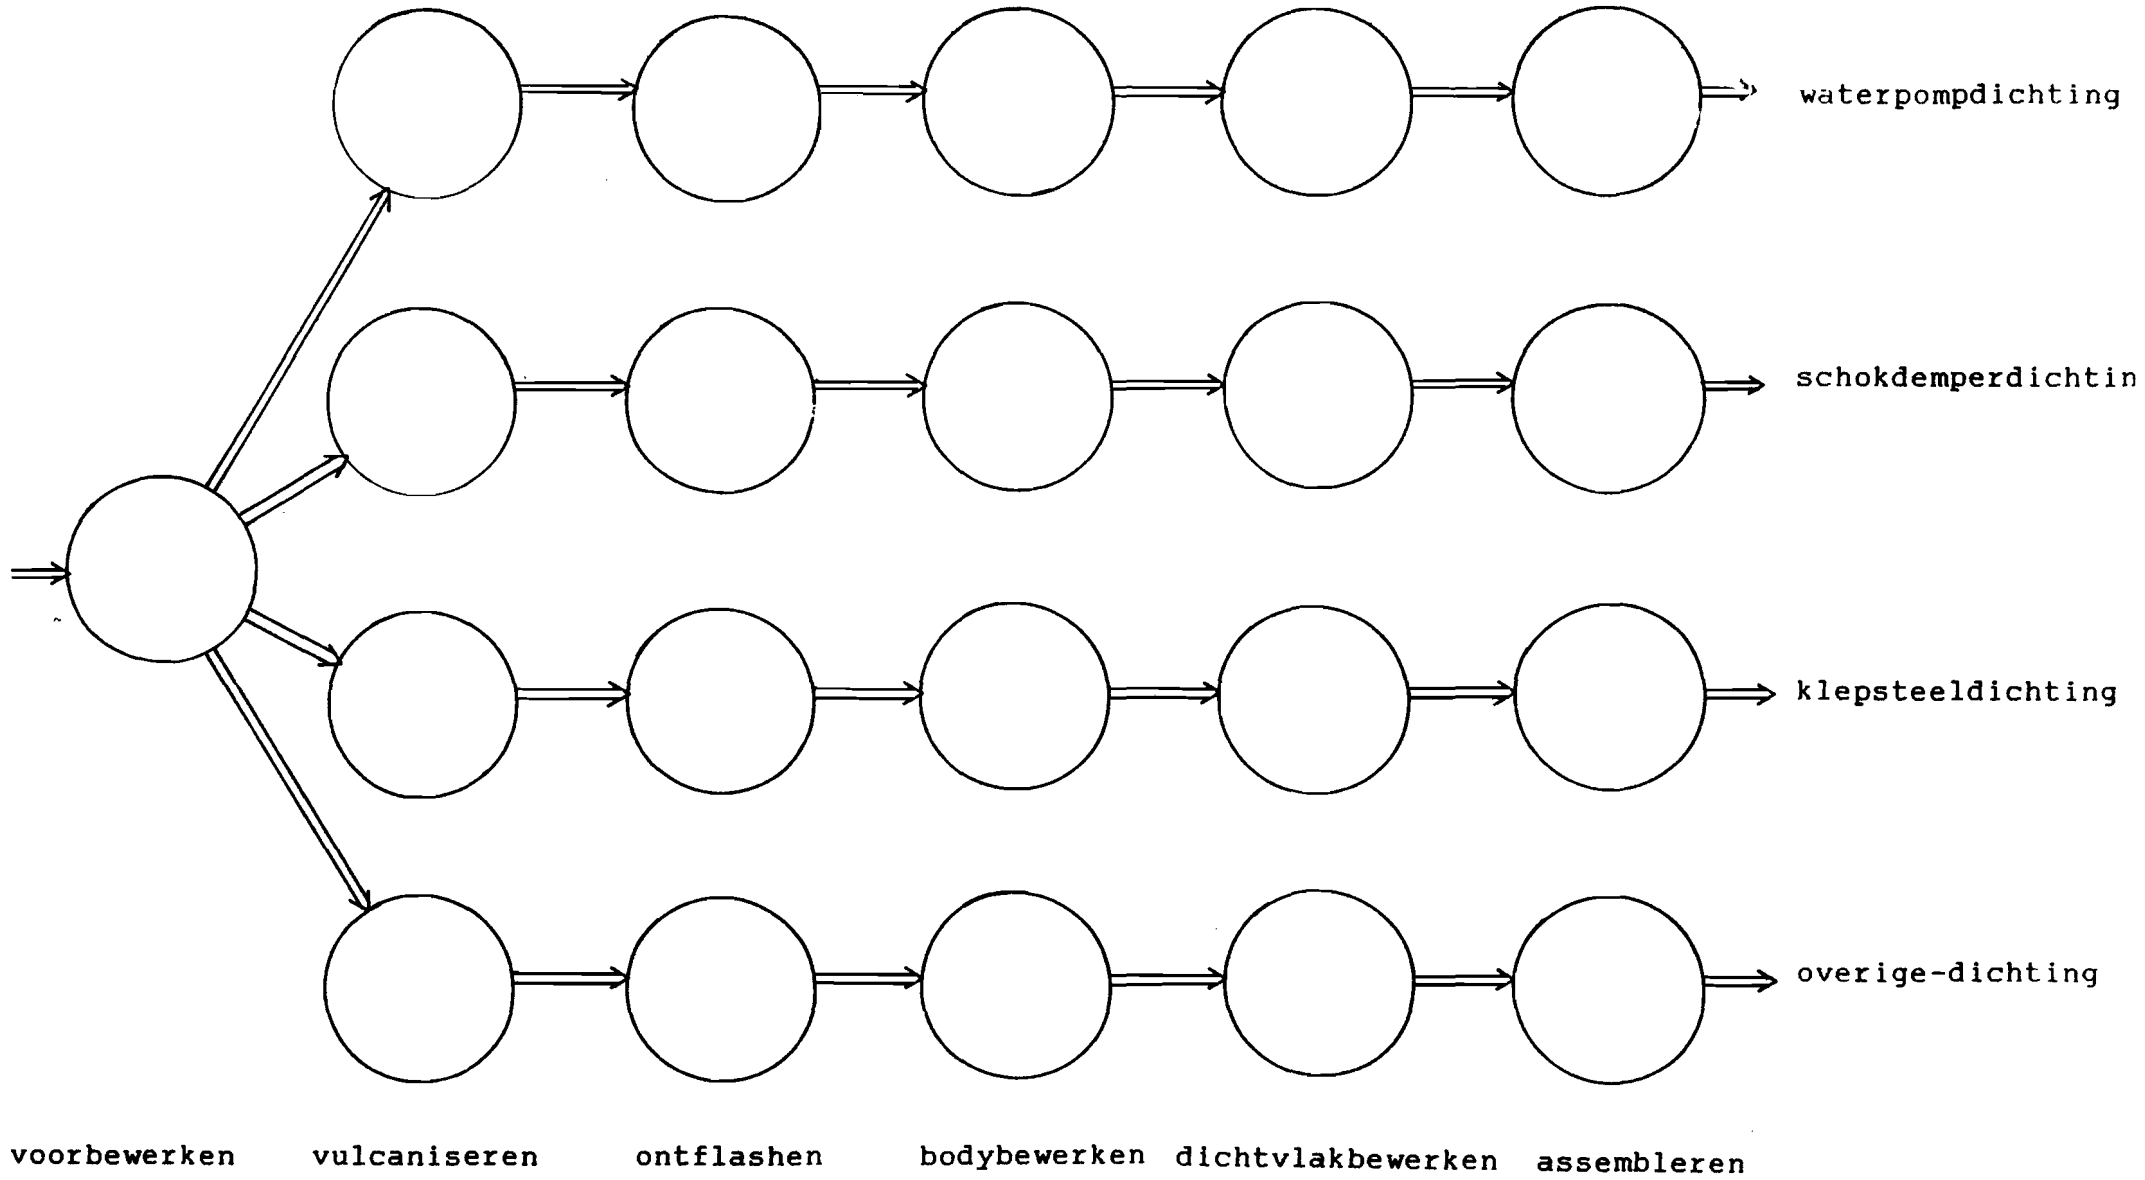 waterpompdichting
schokdemperdichtin
klepsteeldichting
overige-dichting
voorbewerken vulcaniseren ontflashen bodybewerken dichtvlakbewerken assembleren